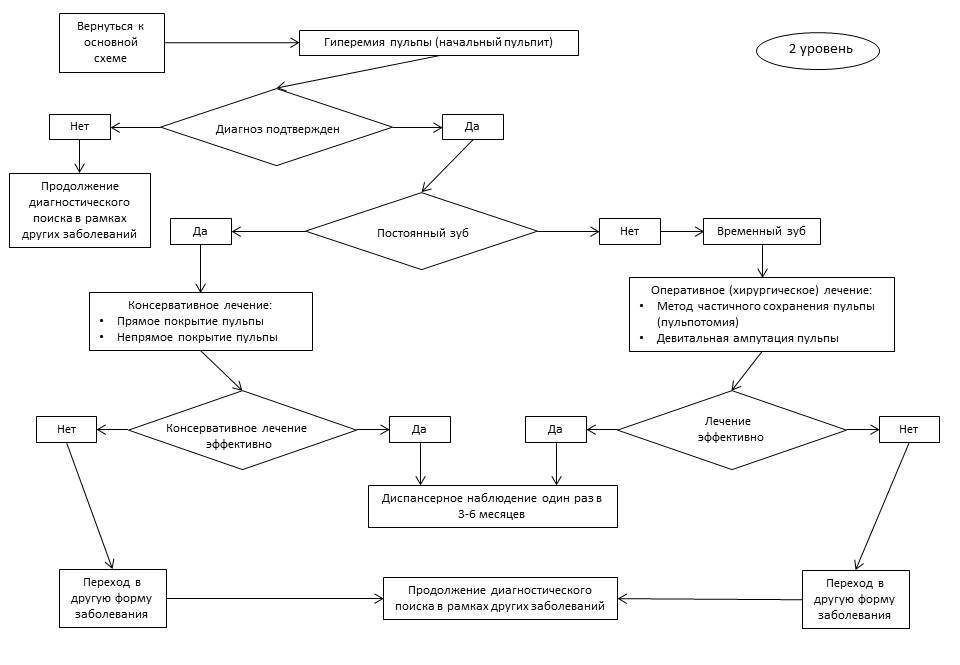 Вернуться к
основной
схеме
Гиперемия пульпы (начальный пульпит)
2 уровень
Нет
Диагноз подтвержден
Да
Продолжение
диагностического
поиска в рамках
других заболеваний
Да
Постоянный зуб
Нет
Временный зуб
Консервативное лечение:
• Прямое покрытие пульпы
• Непрямое покрытие пульпы
Оперативное (хирургическое) лечение:
• Метод частичного сохранения пульпы
(пульпотомия)
• Девитальная ампутация пульпы
Нет
Консервативное лечение
эффективно
Да
Да
Лечение
эффективно
Нет
Диспансерное наблюдение один раз в
3-6 месяцев
Переход в
другую форму
заболевания
Продолжение диагностического
поиска в рамках других заболеваний
Переход в
другую форму
заболевания